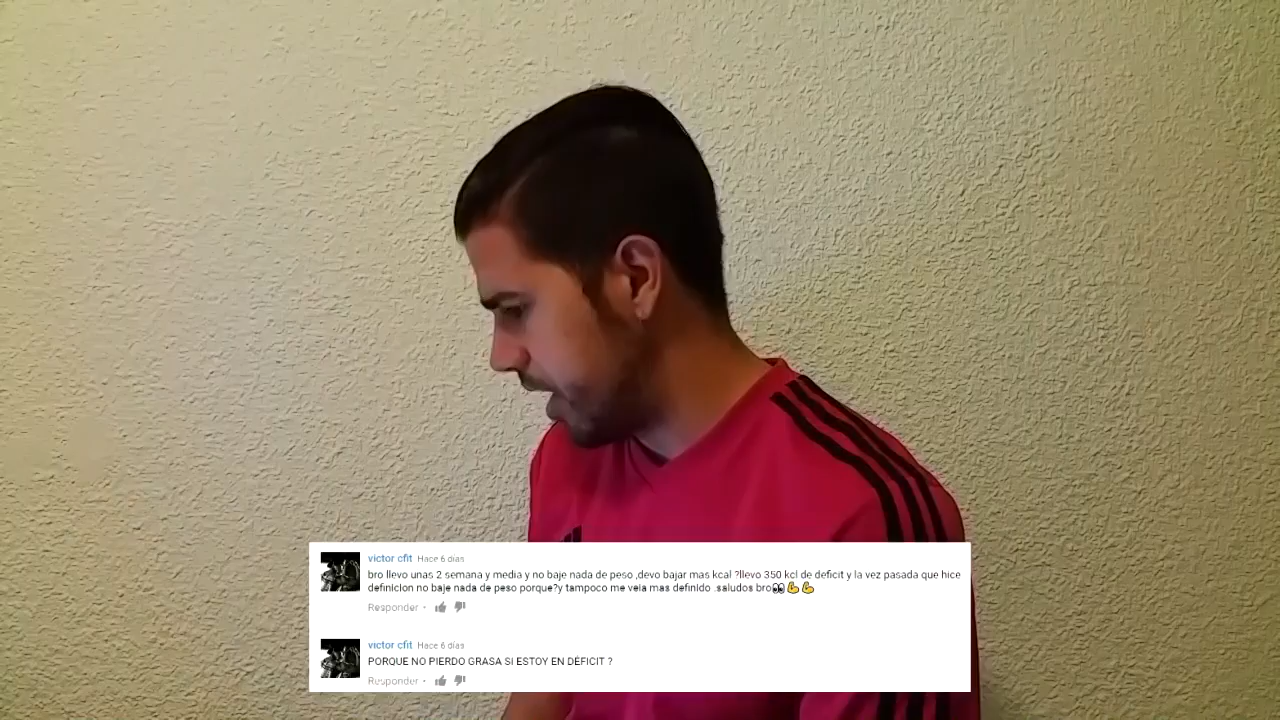 victor cfit Hace 6 días
bro llevo unas 2 semana y media y no baje nada de peso ,devo bajar mas kcal ?llevo 350 kcl de deficit y la vez pasada que hice
definicion no baje nada de peso porque?y tampoco me veia mas definido .saludos bro👀💪💪
Responder •
victor cfit Hace 6 días
PORQUE NO PIERDO GRASA SI ESTOY EN DÉFICIT ?
Responder •